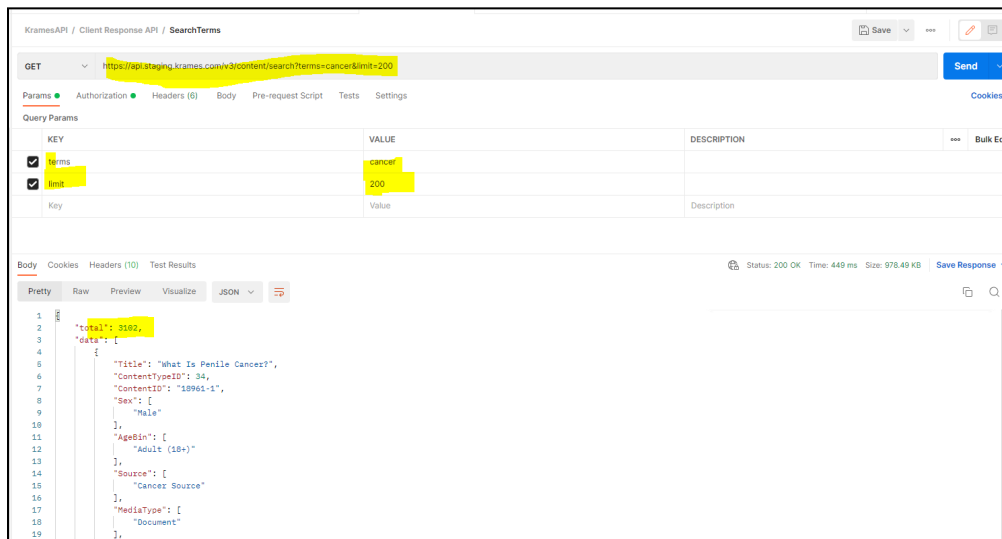 KramesAPI / Client Response API / SearchTerms
Save
GET https://api.staging.krames.com/v3/content/search?terms=cancer&limit=200 Send
Params Authorization Headers (6) Body Pre-request Script Tests Settings Cookies
Query Params
KEY VALUE DESCRIPTION ooo Bulk Ec
terms cancer
limit 200
Key Value Description
Body Cookies Headers (10) Test Results Status: 200 OK Time: 449 ms Size: 978.49 KB Save Response
Pretty Raw Preview Visualize JSON
1 {
2 "total": 3102,
3 "data": [
4 {
5 "Title": "What Is Penile Cancer?",
6 "ContentTypeID": 34,
7 "ContentID": "18961-1",
8 "Sex": [
9 "Male"
10 ],
11 "AgeBin": [
12 "Adult (18+)"
13 ],
14 "Source": [
15 "Cancer Source"
16 ],
17 "MediaType": [
18 "Document"
19 ],